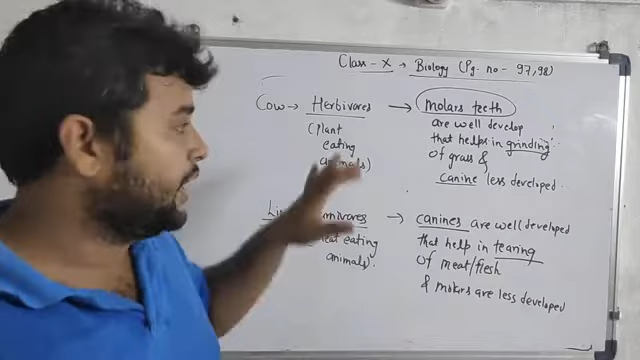 Class - X → Biology (Pg. no - 97,98)
Cow → Herbivores → Molars teeth
(Plant eating animals)
are well develop that helps in grinding of grass & canine less developed.
→ canines are well developed
eating animals).
that help in tearing of meat/flesh
& molars are less developed